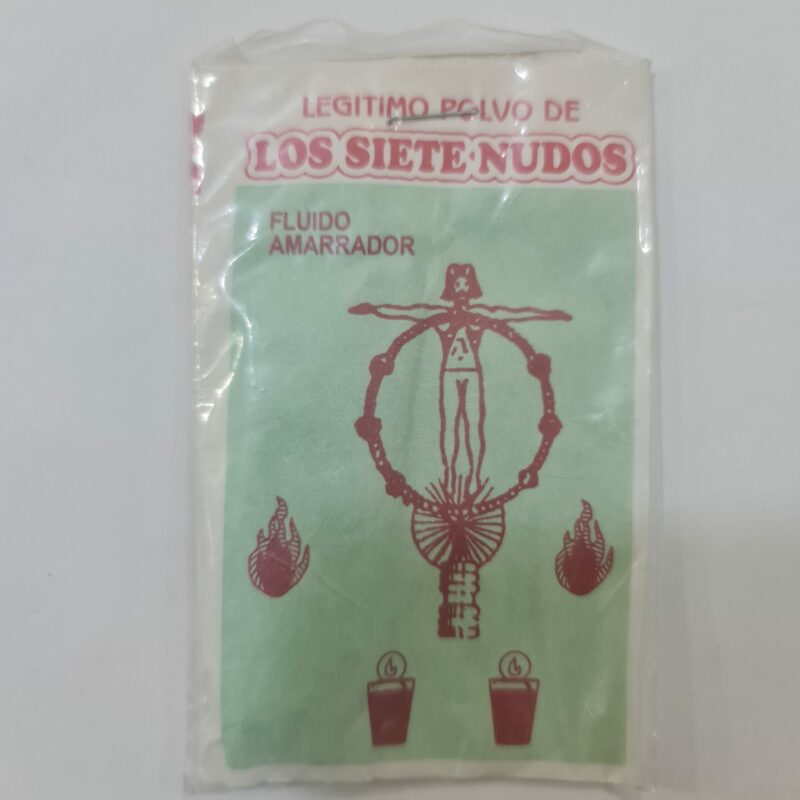 LEGITIMO POLVO DE
LOS SIETE NUDOS
FLUIDO
AMARRADOR